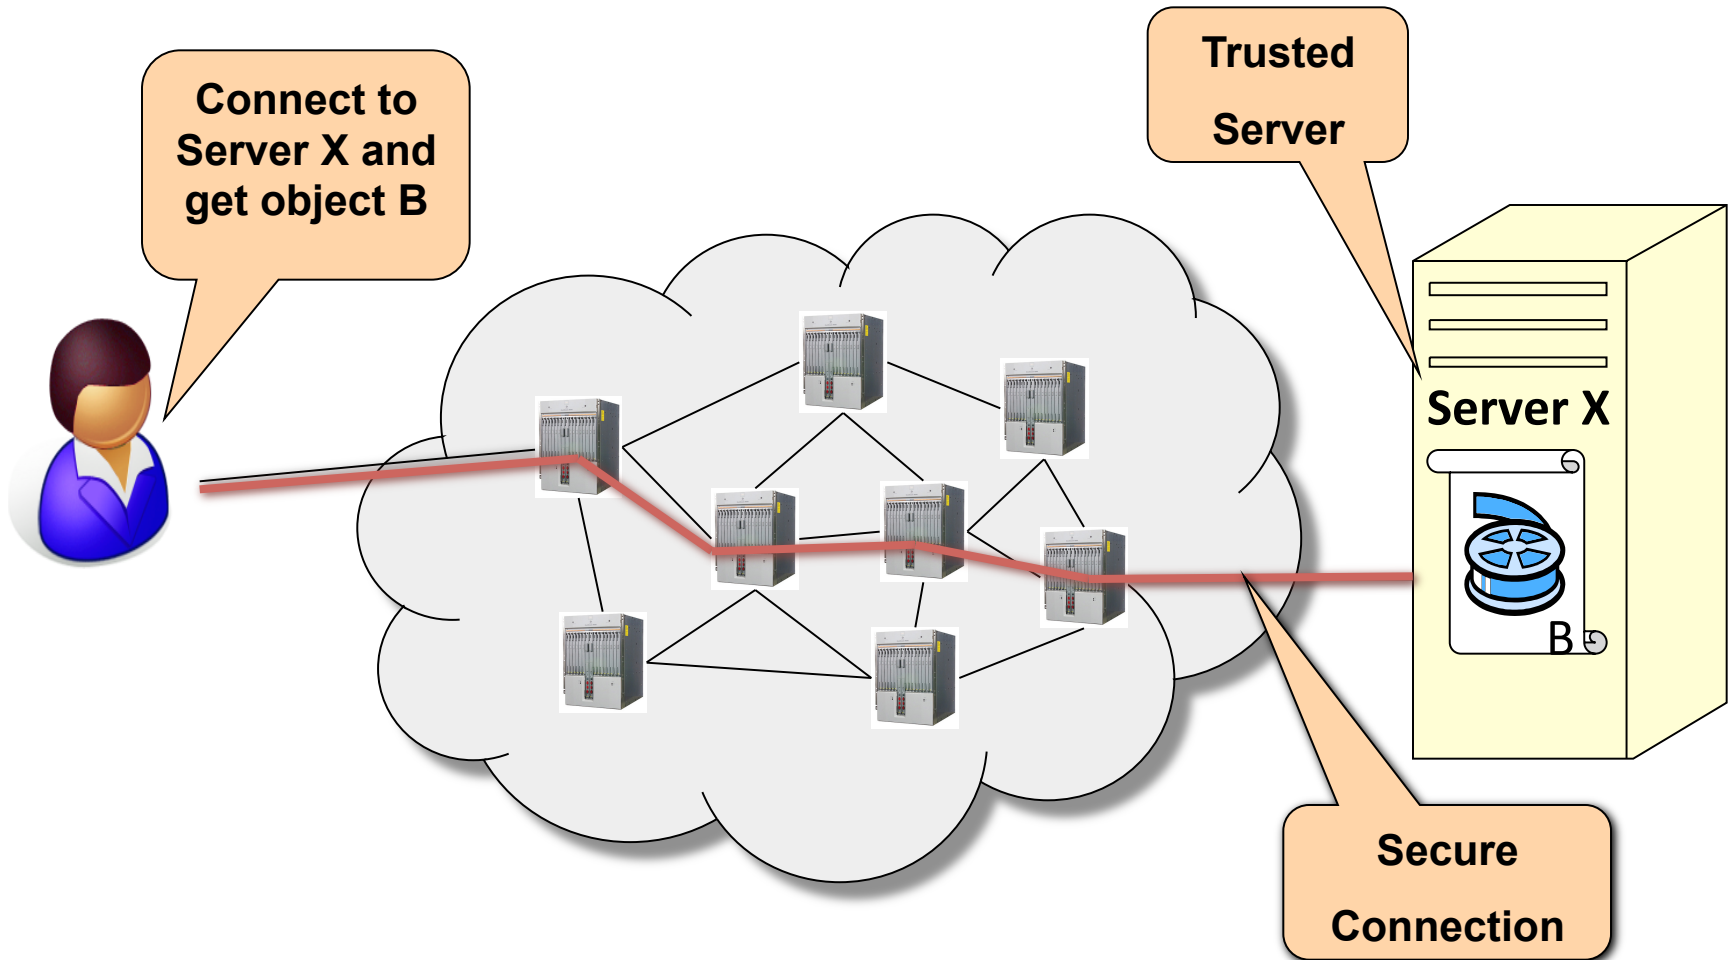 Connect to
Server X and
get object B
Trusted
Server
Server X
B
Secure
Connection